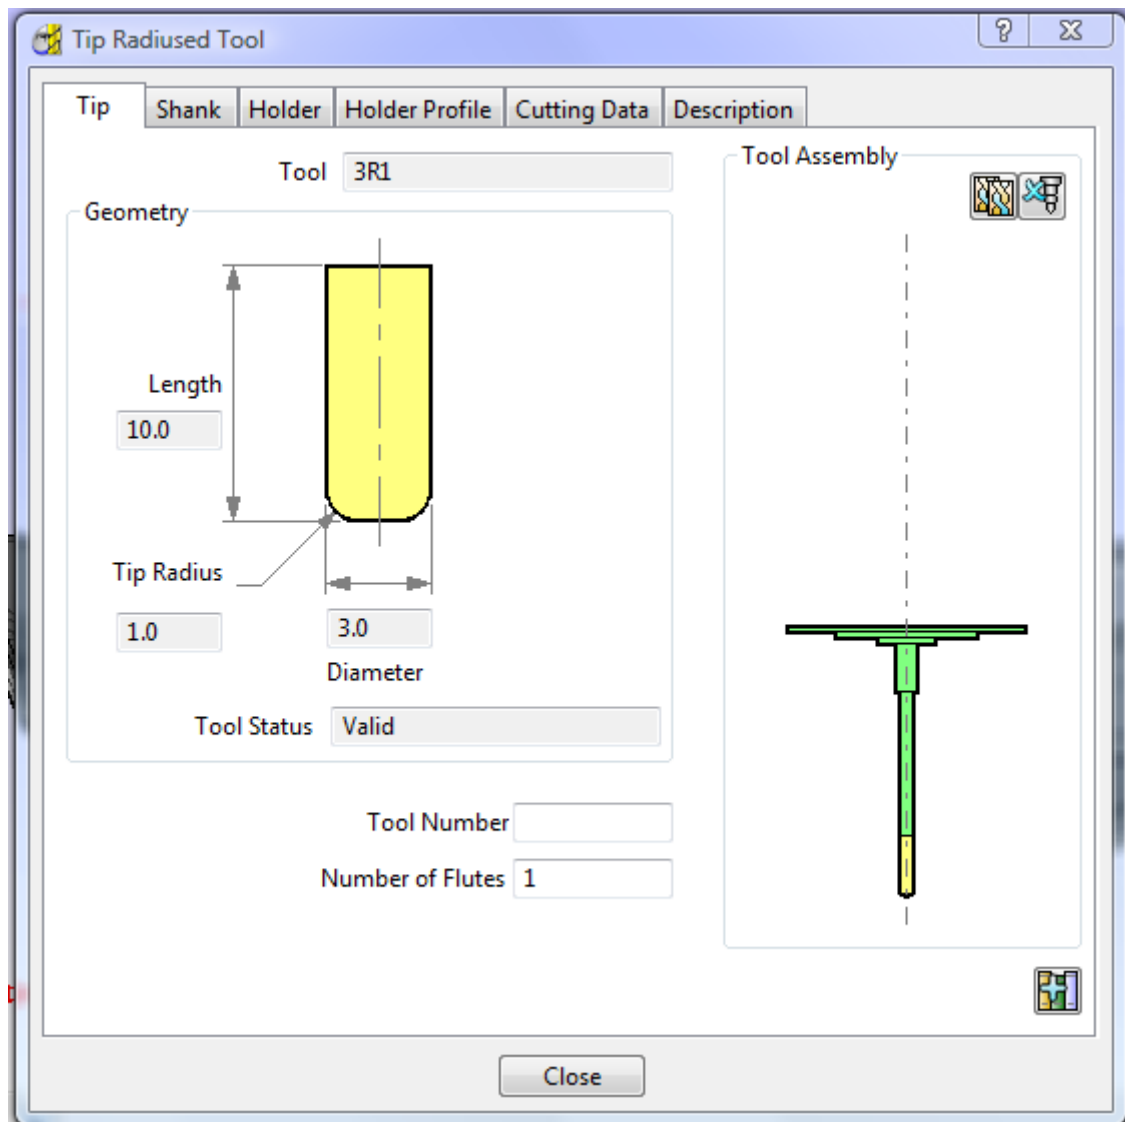 Tip Radiused Tool
Tip Shank Holder Holder Profile Cutting Data Description
Tool 3R1
Tool Assembly
Geometry
Length
10.0
Tip Radius
1.0
3.0
Diameter
Tool Status Valid
Tool Number
Number of Flutes 1
Close